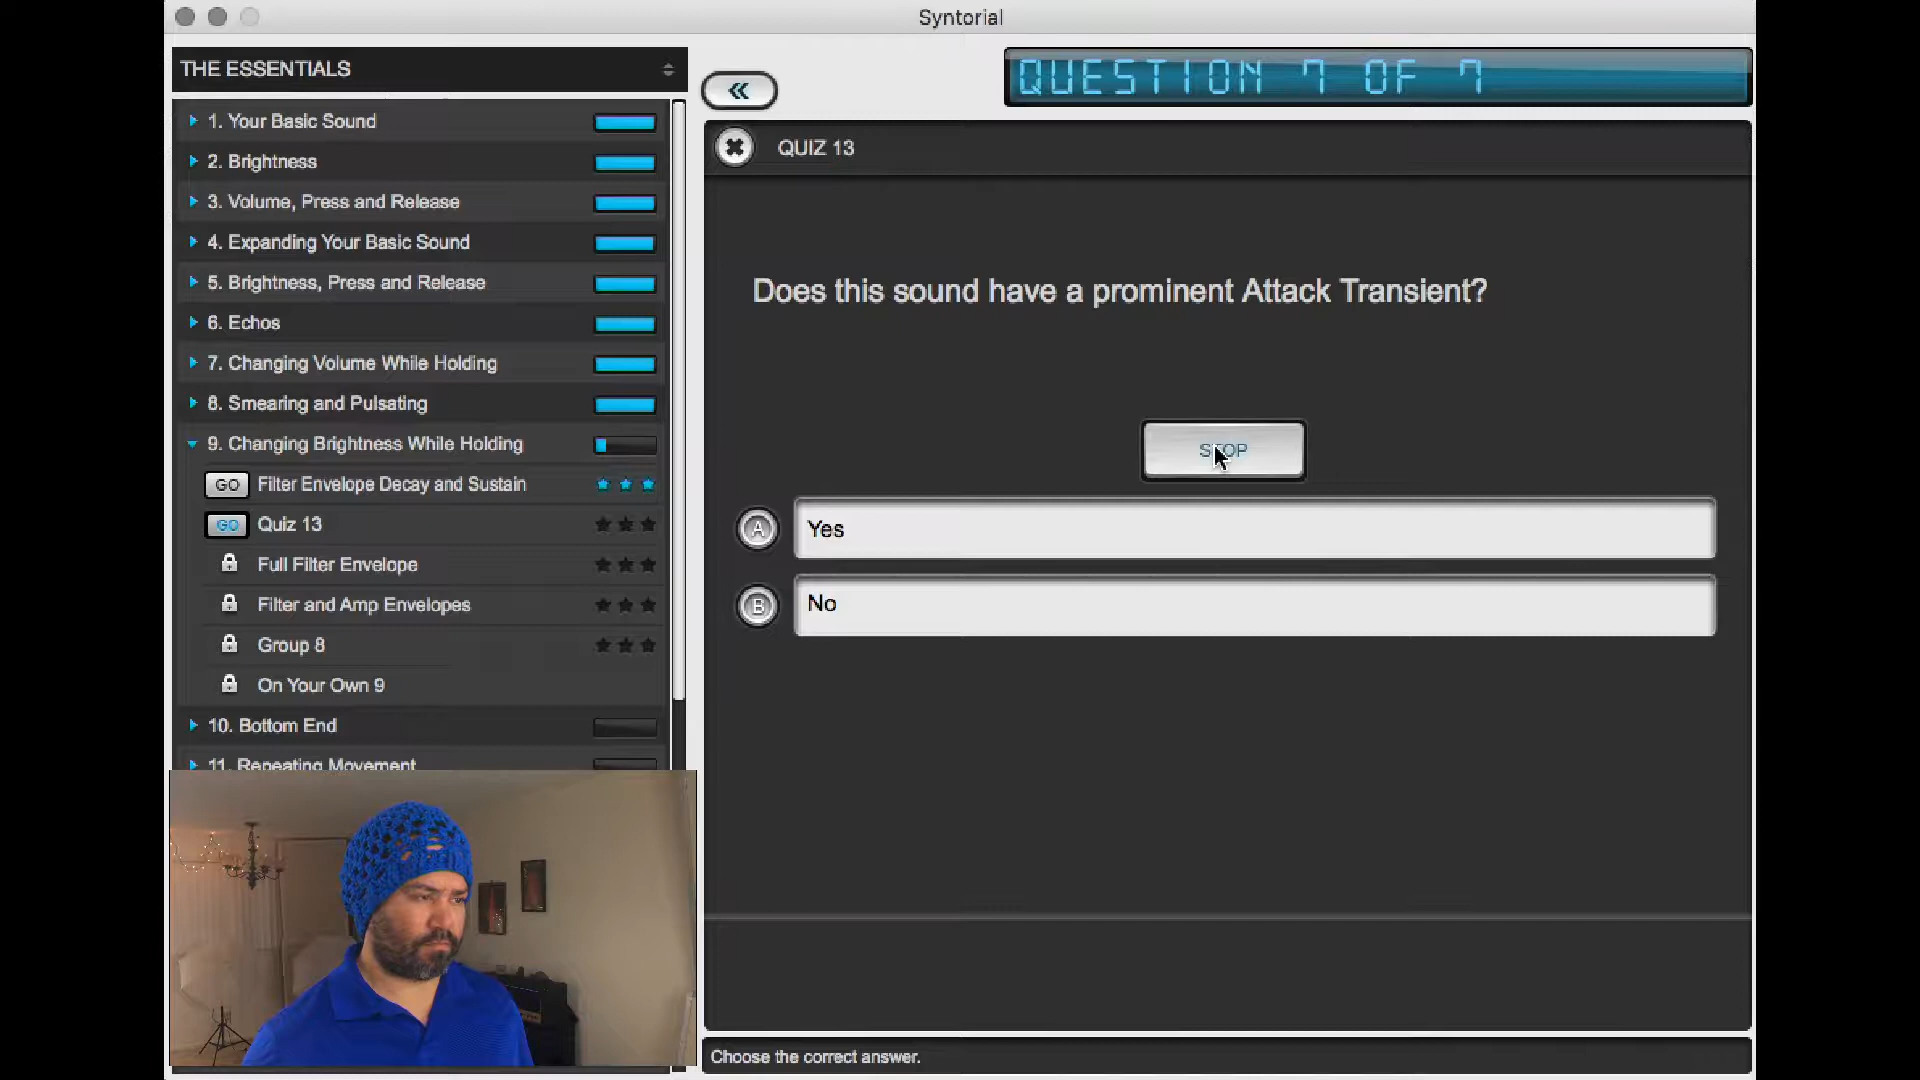 Syntorial
THE ESSENTIALS
QUESTION 7 OF 7
1. Your Basic Sound
2. Brightness
3. Volume, Press and Release
4. Expanding Your Basic Sound
5. Brightness, Press and Release
6. Echos
7. Changing Volume While Holding
8. Smearing and Pulsating
9. Changing Brightness While Holding
GO Filter Envelope Decay and Sustain
GO Quiz 13
Full Filter Envelope
Filter and Amp Envelopes
Group 8
On Your Own 9
10. Bottom End
11. Repeating Movement
QUIZ 13
Does this sound have a prominent Attack Transient?
STOP
A Yes
B No
Choose the correct answer.